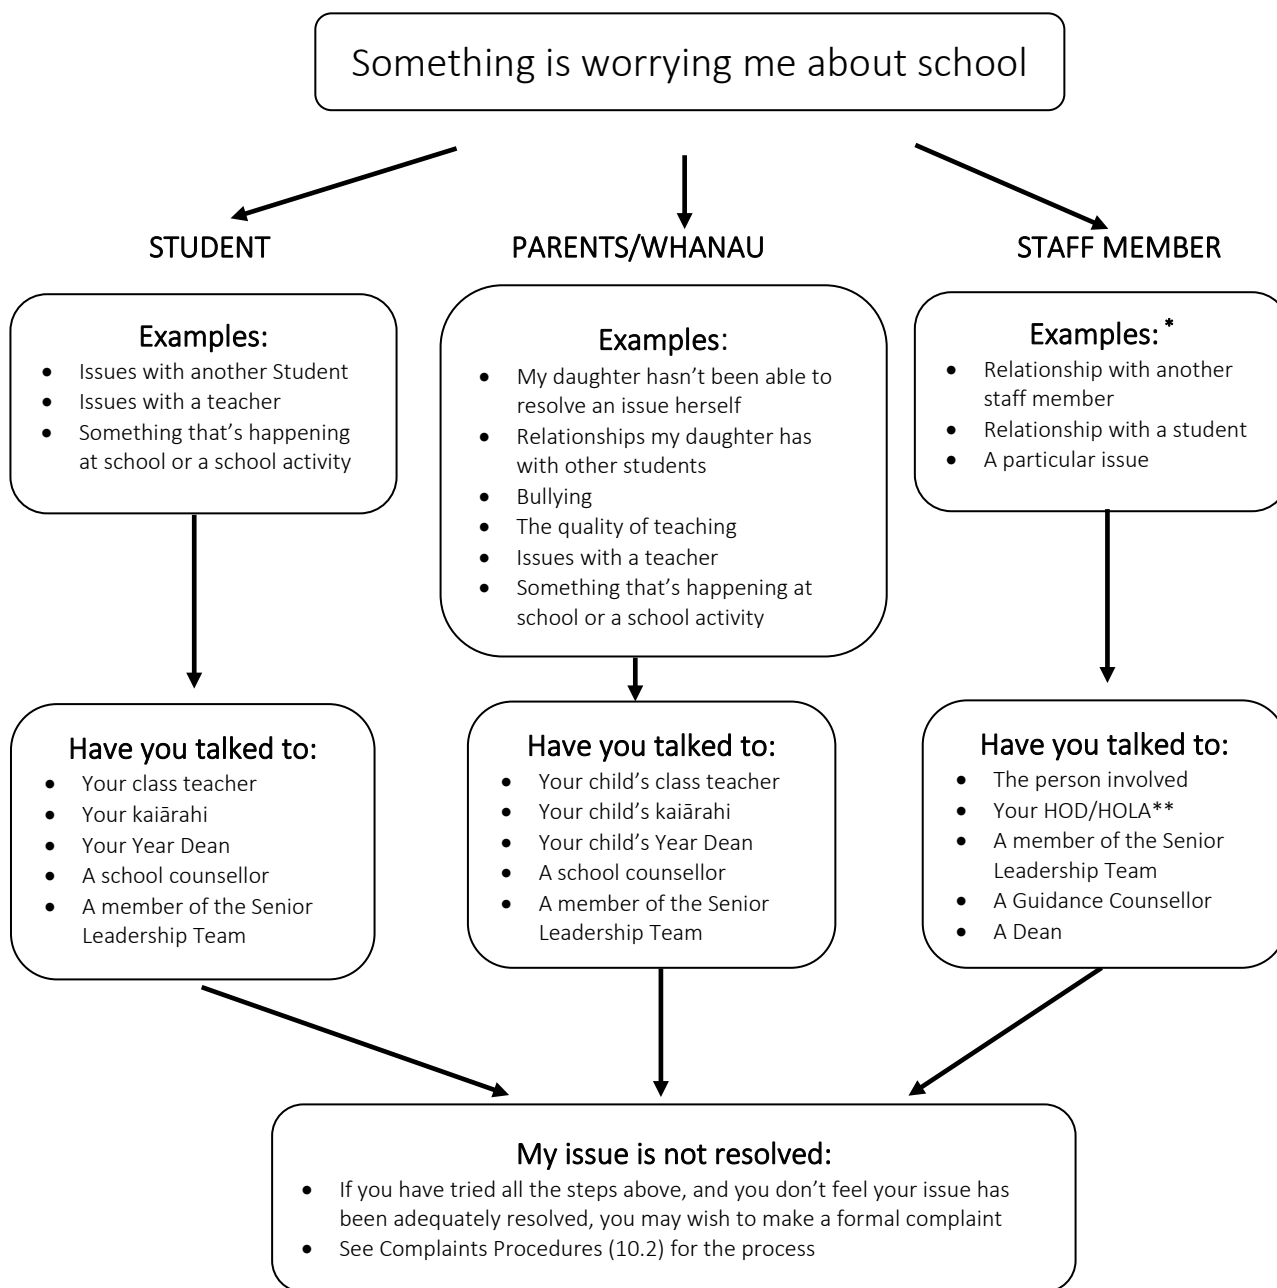 Something is worrying me about school
STUDENT
Examples:
• Issues with another Student
• Issues with a teacher
• Something that’s happening
at school or a school activity
Have you talked to:
• Your class teacher
• Your kaiārahi
• Your Year Dean
• A school counsellor
• A member of the Senior
Leadership Team
PARENTS/WHANAU
Examples:
• My daughter hasn’t been able to
resolve an issue herself
• Relationships my daughter has
with other students
• Bullying
• The quality of teaching
• Issues with a teacher
• Something that’s happening at
school or a school activity
Have you talked to:
• Your child’s class teacher
• Your child’s kaiārahi
• Your child’s Year Dean
• A school counsellor
• A member of the Senior
Leadership Team
STAFF MEMBER
Examples: *
• Relationship with another
staff member
• Relationship with a student
• A particular issue
Have you talked to:
• The person involved
• Your HOD/HOLA**
• A member of the Senior
Leadership Team
• A Guidance Counsellor
• A Dean
My issue is not resolved:
• If you have tried all the steps above, and you don’t feel your issue has
been adequately resolved, you may wish to make a formal complaint
• See Complaints Procedures (10.2) for the process